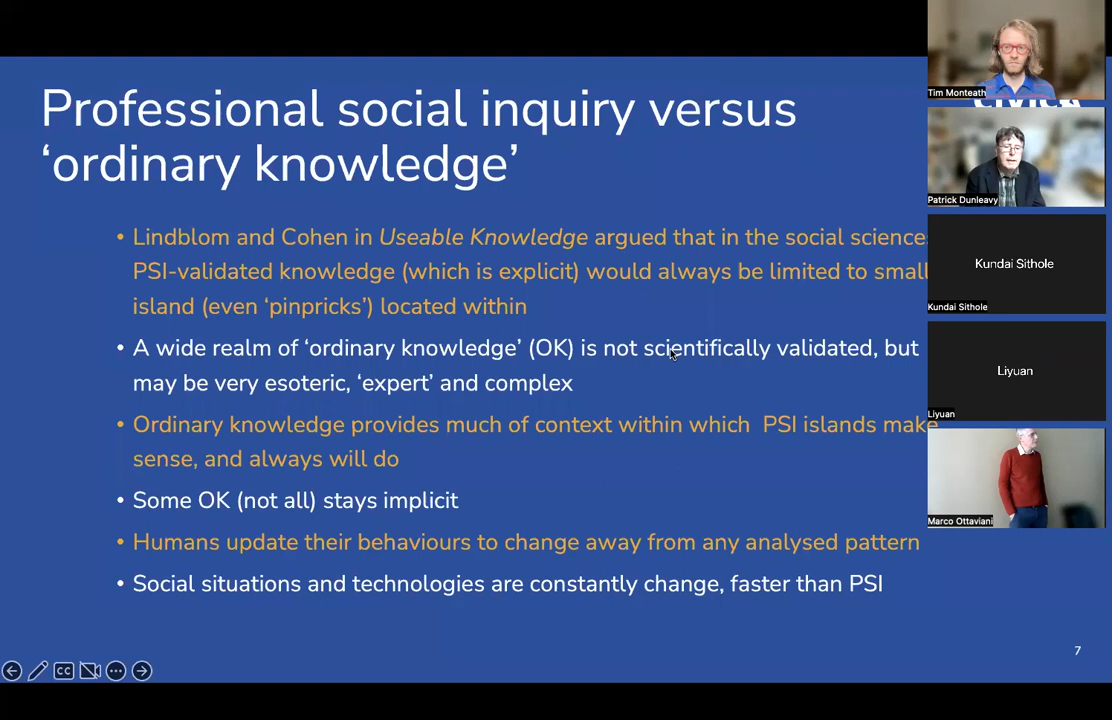 Professional social inquiry versus
‘ordinary knowledge’
• Lindblom and Cohen in Useable Knowledge argued that in the social sciences
PSI-validated knowledge (which is explicit) would always be limited to small
island (even ‘pinpricks’) located within
• A wide realm of ‘ordinary knowledge’ (OK) is not scientifically validated, but
may be very esoteric, ‘expert’ and complex
• Ordinary knowledge provides much of context within which PSI islands make
sense, and always will do
• Some OK (not all) stays implicit
• Humans update their behaviours to change away from any analysed pattern
• Social situations and technologies are constantly change, faster than PSI
7
CC
Tim Monteath
Patrick Dunleavy
Kundai Sithole
Kundai Sithole
Liyuan
Liyuan
Marco Ottaviani